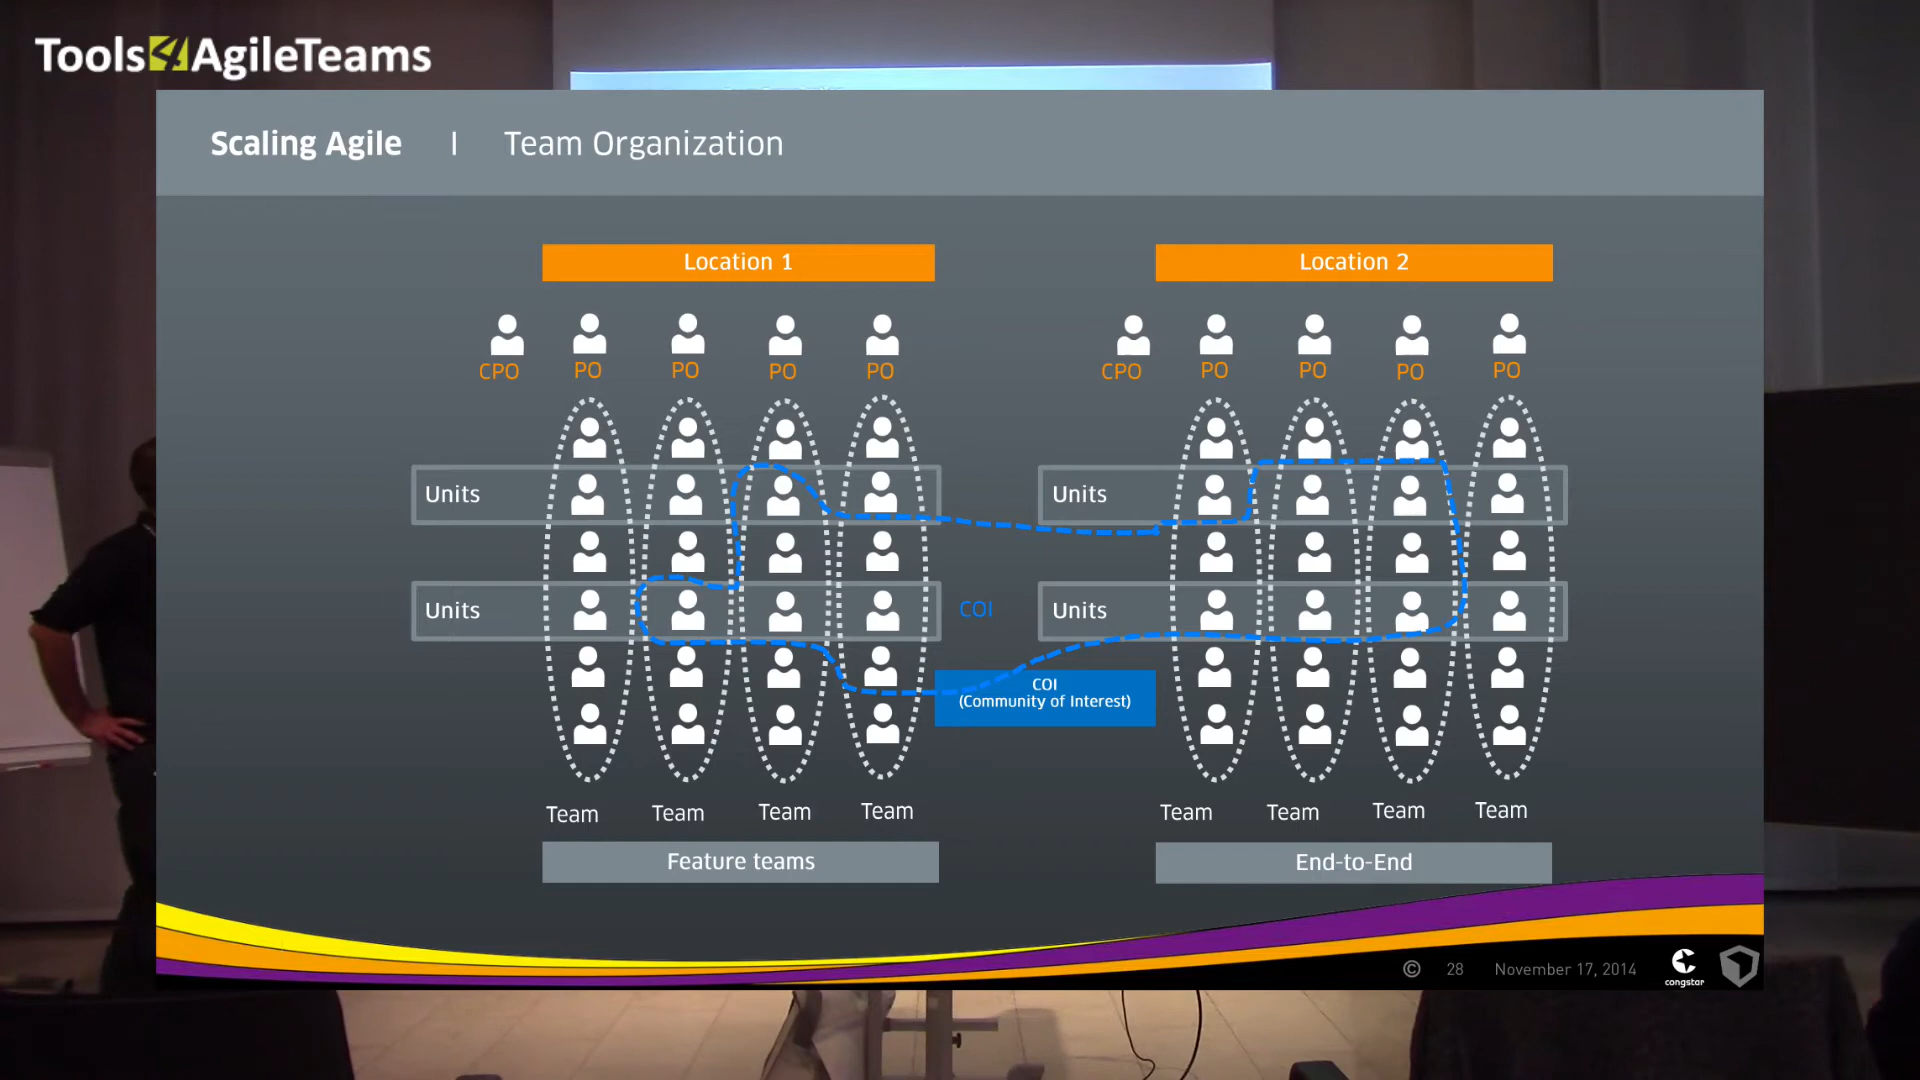 Tools4AgileTeams
Scaling Agile | Team Organization
Location 1
Location 2
CPO PO PO PO PO
CPO PO PO PO PO
Units
Units
Units
COI
Units
COI
(Community of Interest)
Team Team Team Team
Team Team Team Team
Feature teams
End-to-End
© 28 November 17, 2014
congstar